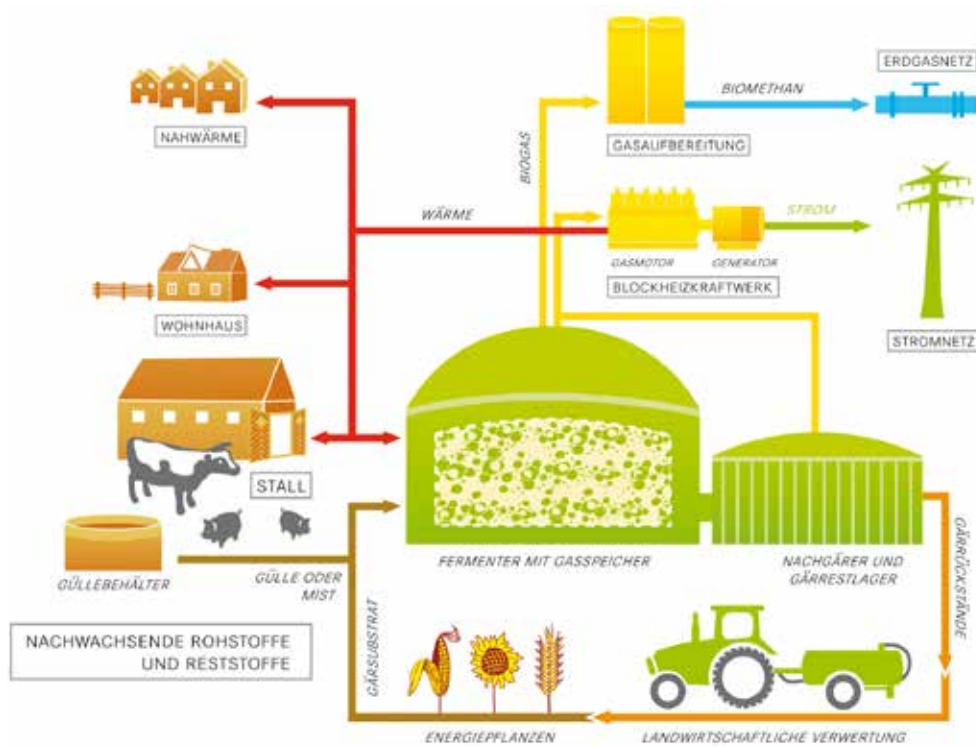 ERDGASNETZ
BIOMETHAN
NAHWÄRME
GASAUFBEREITUNG
BIOGAS
WÄRME
STROM
GASMOTOR
GENERATOR
BLOCKHEIZKRAFTWERK
WOHNHAUS
STROMNETZ
STALL
FERMENTER MIT GASSPEICHER
NACHGÄRER UND
GÄRRESTLAGER
GÜLLEBEHÄLTER
GÜLLE ODER
MIST
GÄRRÜCKSTÄNDE
NACHWACHSENDE ROHSTOFFE
UND RESTSTOFFE
GÄRSUBSTRAT
ENERGIEPFLANZEN
LANDWIRTSCHAFTLICHE VERWERTUNG